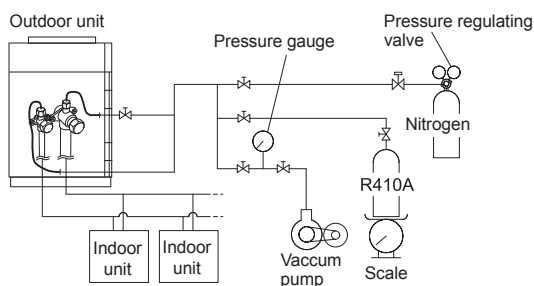 Outdoor unit
Pressure regulating
valve
Pressure gauge
Nitrogen
R410A
Indoor
unit
Indoor
unit
Vaccum
pump
Scale